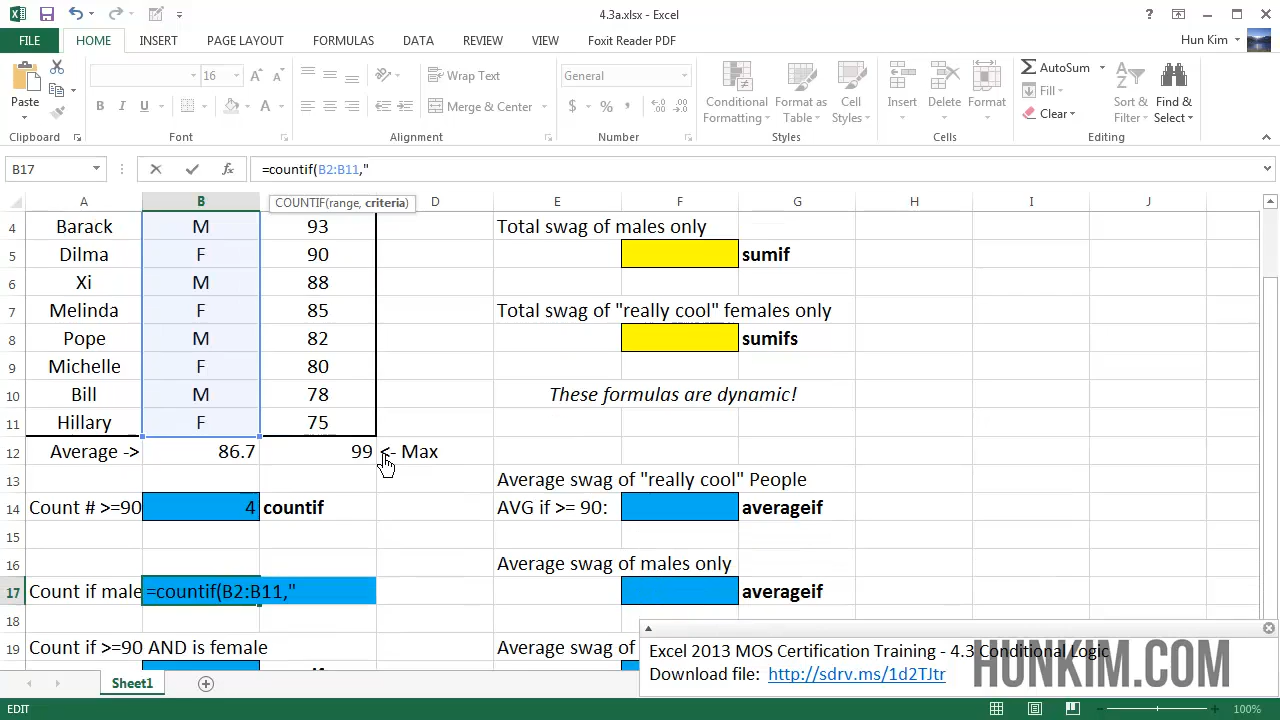 4.3a.xlsx - Excel
FILE HOME INSERT PAGE LAYOUT FORMULAS DATA REVIEW VIEW Foxit Reader PDF Hun Kim
Paste 16 Wrap Text General Conditional Formatting Format as Table Cell Styles Insert Delete Format AutoSum Fill Clear Sort & Filter Find & Select
B I U Merge & Center $ % ,
Clipboard Font Alignment Number Styles Cells Editing
B17 =countif(B2:B11,"
COUNTIF(range, criteria)
A B D E F G H I J
4 Barack M 93 Total swag of males only
5 Dilma F 90 sumif
6 Xi M 88
7 Melinda F 85 Total swag of "really cool" females only
8 Pope M 82 sumifs
9 Michelle F 80
10 Bill M 78 These formulas are dynamic!
11 Hillary F 75
12 Average -> 86.7 99 <- Max
13 Average swag of "really cool" People
14 Count # >=90 4 countif AVG if >= 90: averageif
15
16 Average swag of males only
17 Count if male =countif(B2:B11," averageif
18
19 Count if >=90 AND is female Average swag of
Excel 2013 MOS Certification Training - 4.3 Conditional Logic
Download file: http://sdrv.ms/1d2TJtr
HUNKIM.COM
Sheet1
EDIT 100%